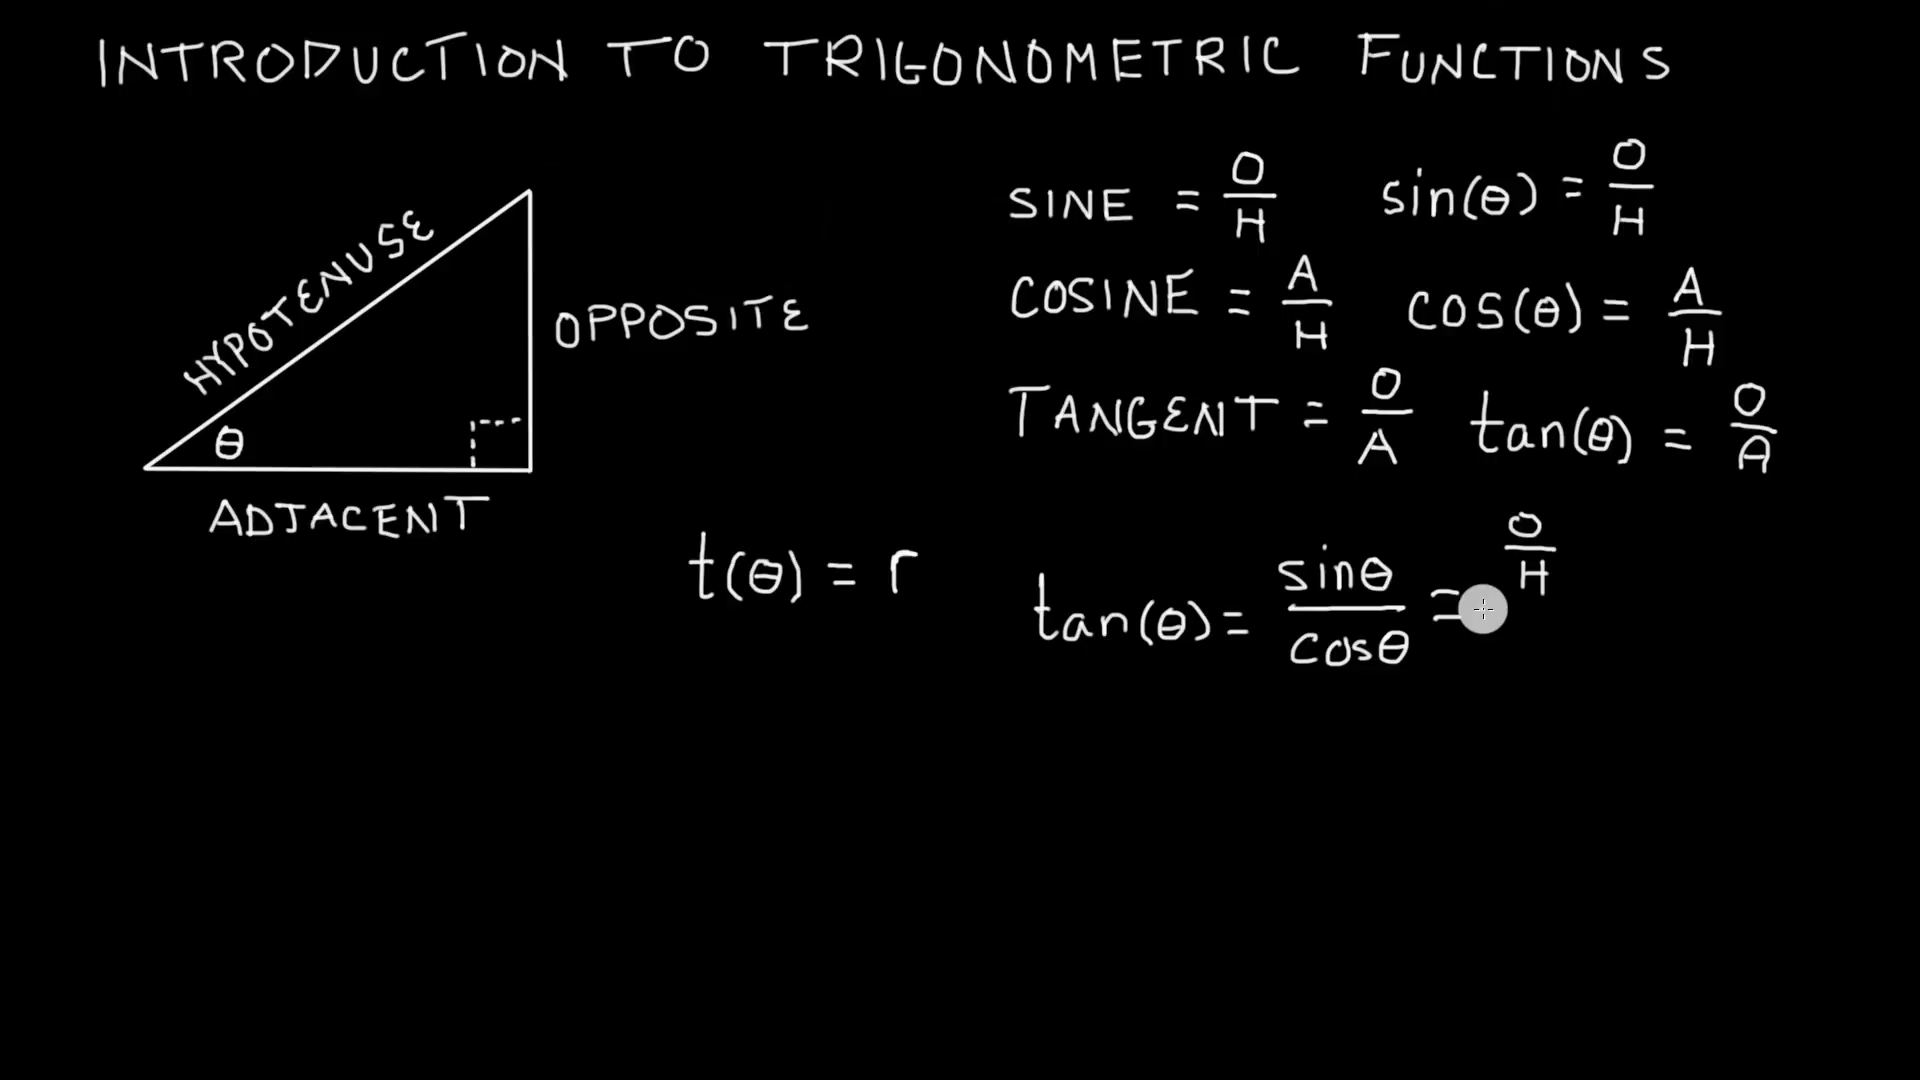 INTRODUCTION TO TRIGONOMETRIC FUNCTIONS
HYPOTENUSE
OPPOSITE
θ
ADJACENT
SINE = O/H sin(θ) = O/H
COSINE = A/H cos(θ) = A/H
TANGENT = O/A tan(θ) = O/A
t(θ) = r
tan(θ) = sinθ/cosθ = O/H